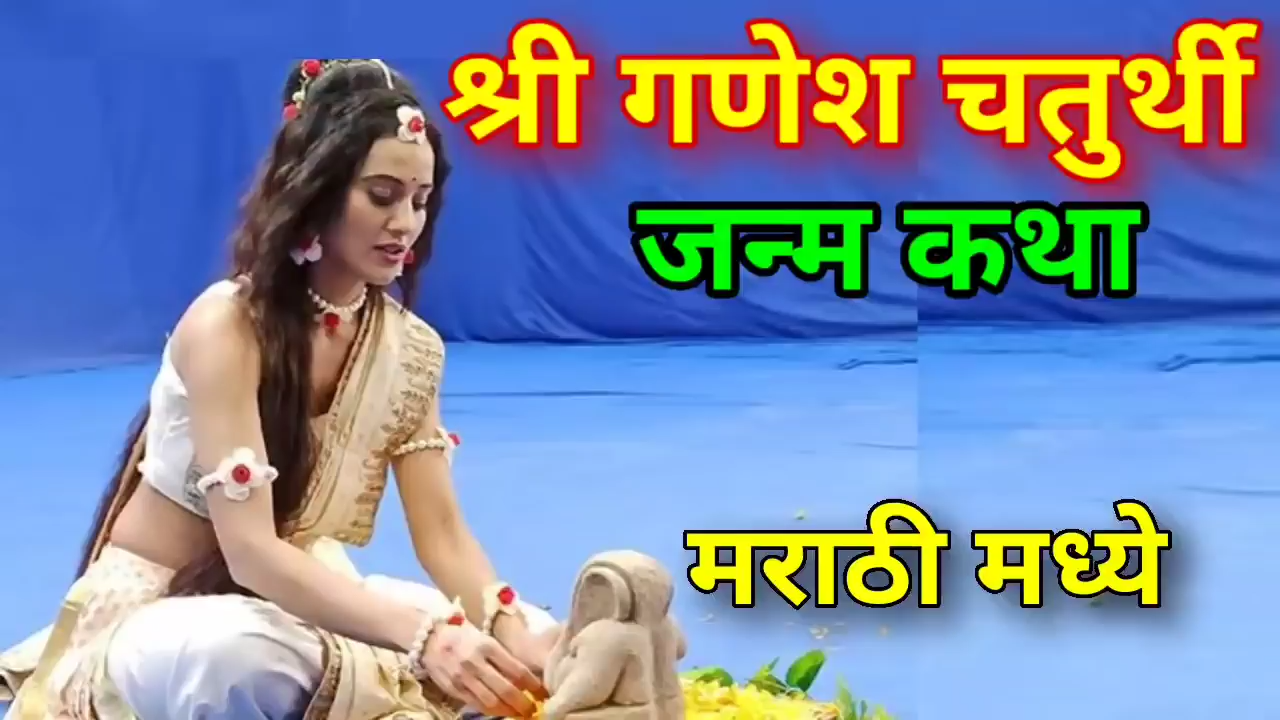 श्री गणेश चतुर्थी
जन्म कथा
मराठी मध्ये